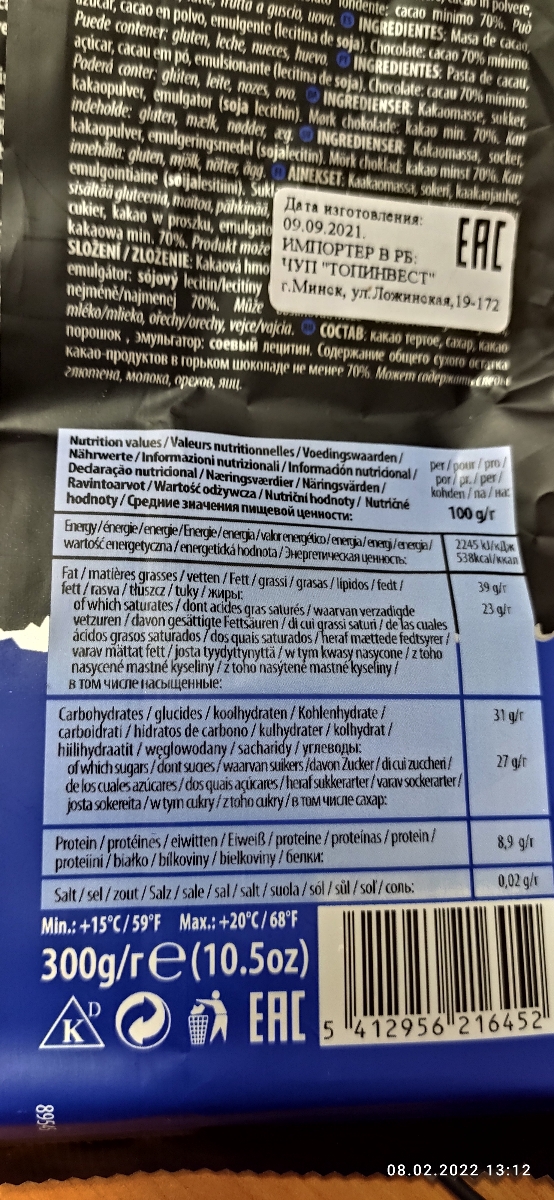 cacao en polvo, emulgente (lecitina de soja). Chocolate: cacao mínimo 70%. Puede contener: gluten, leche, nueces, huevo. INGREDIENTES: Masa de cacau,
açúcar, cacau em pó, emulsionante (lecitina de soja). Chocolate: cacau 70% mínimo.
Poderá conter: glúten, leite, nozes, ovo. INGREDIENSER: Kakaomasse, sukker,
kakaopulver, emulgator (soja lecithin). Mørk chokolade: kakao min. 70%. Kan
indeholde: gluten, mælk, nødder, æg. INGREDIENSER: Kakaomassa, socker,
kakaopulver, emulgeringsmedel (sojalecitin). Mörk choklad: kakao minst 70%. Kan
innehålla: gluten, mjölk, nötter, ägg. AINEKSET: Kaakaomassa, sokeri, kaakaojauhe,
emulgointiaine (soijalesitiini).
sisältää gluteenia, maitoa, pähkinää
cukier, kakao w proszku, emulgato
kakaowa min. 70%. Produkt może
SLOŽENÍ / ZLOŽENIE: Kakaová hmo
emulgátor: sójový lecitin/lecitíny
nejméně/najmenej 70%. Může
mléko/mlieka, ořechy/orechy, vejce/vajcia. СОСТАВ: какао тертое, сахар, какао
порошок, эмульгатор: соевый лецитин. Содержание общего сухого остатка
какао-продуктов в горьком шоколаде не менее 70%. Может содержать следы
глютена, молока, орехов, яиц.
Дата изготовления:
09.09.2021.
ИМПОРТЕР В РБ:
ЧУП "ТОПИНВЕСТ"
г.Минск, ул.Ложинская,19-172
EAC
Nutrition values / Valeurs nutritionnelles / Voedingswaarden /
Nährwerte / Informazioni nutrizionali / Información nutricional /
Declaração nutricional / Næringsværdier / Näringsvärden /
Ravintoarvot / Wartość odżywcza / Nutriční hodnoty / Nutričné
hodnoty / Средние значения пищевой ценности:
per / pour / pro /
por / pr. / per /
kohden / na / на:
100 g/г
Energy / énergie / energie / Energie / energia / valor energético / energi / energi / energia /
wartość energetyczna / energetická hodnota / Энергетическая ценность:
2245 kJ/кДж
538kcal/ккал
Fat / matières grasses / vetten / Fett / grassi / grasas / lípidos / fedt /
fett / rasva / tłuszcz / tuky / жиры:
39 g/г
of which saturates / dont acides gras saturés / waarvan verzadigde
vetzuren / davon gesättigte Fettsäuren / di cui grassi saturi / de las cuales
ácidos grasos saturados / dos quais saturados / heraf mættede fedtsyrer /
varav mättat fett / josta tyydyttynyttä / w tym kwasy nasycone / z toho
nasycené mastné kyseliny / z toho nasýtené mastné kyseliny /
в том числе насыщенные:
23 g/г
Carbohydrates / glucides / koolhydraten / Kohlenhydrate /
carboidrati / hidratos de carbono / kulhydrater / kolhydrat /
hiilihydraatit / węglowodany / sacharidy / углеводы:
31 g/г
of which sugars / dont sucres / waarvan suikers / davon Zucker / di cui zuccheri /
de los cuales azúcares / dos quais açúcares / heraf sukkerarter / varav sockerarter /
josta sokereita / w tym cukry / z toho cukry / в том числе сахар:
27 g/г
Protein / protéines / eiwitten / Eiweiß / proteine / proteínas / protein /
proteiini / białko / bílkoviny / bielkoviny / белки:
8,9 g/г
Salt / sel / zout / Salz / sale / sal / salt / suola / sól / sůl / soľ / соль:
0,02 g/г
Min.: +15°C / 59°F Max.: +20°C / 68°F
300g/г e (10.5oz)
K D
EAC
5 412956 216452
9568
08.02.2022 13:12